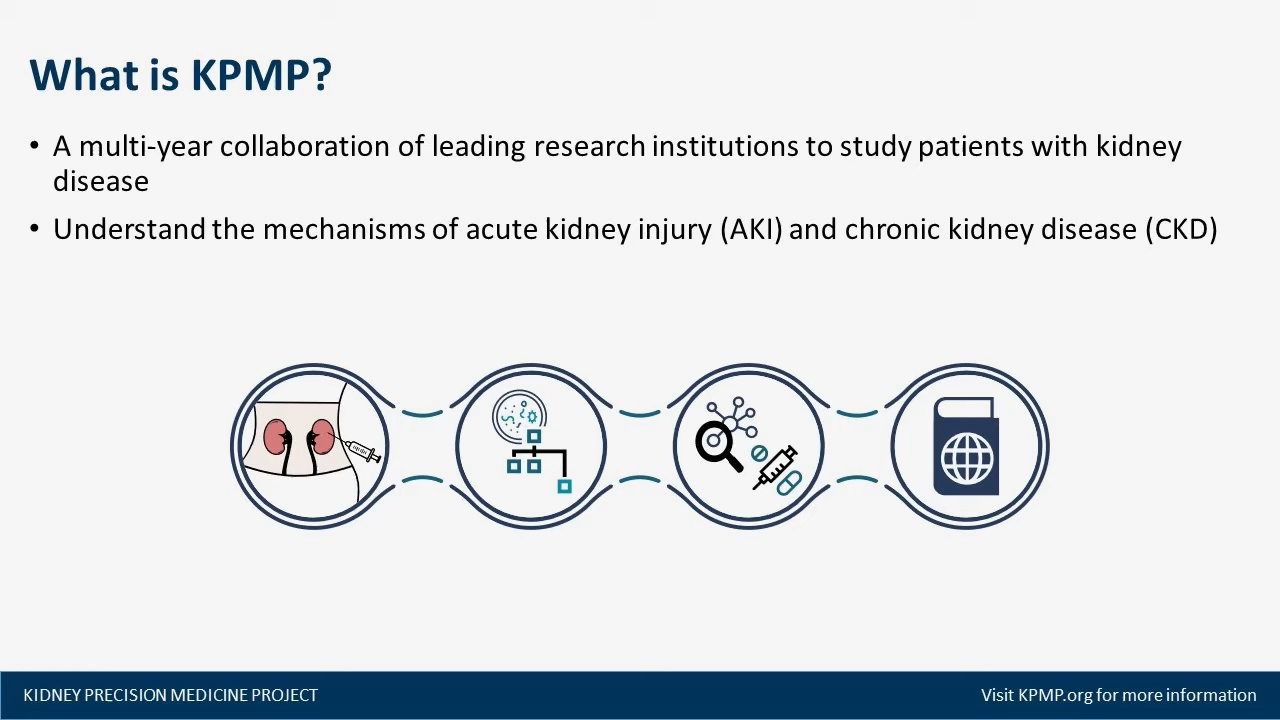 What is KPMP?
• A multi-year collaboration of leading research institutions to study patients with kidney
disease
• Understand the mechanisms of acute kidney injury (AKI) and chronic kidney disease (CKD)
KIDNEY PRECISION MEDICINE PROJECT
Visit KPMP.org for more information